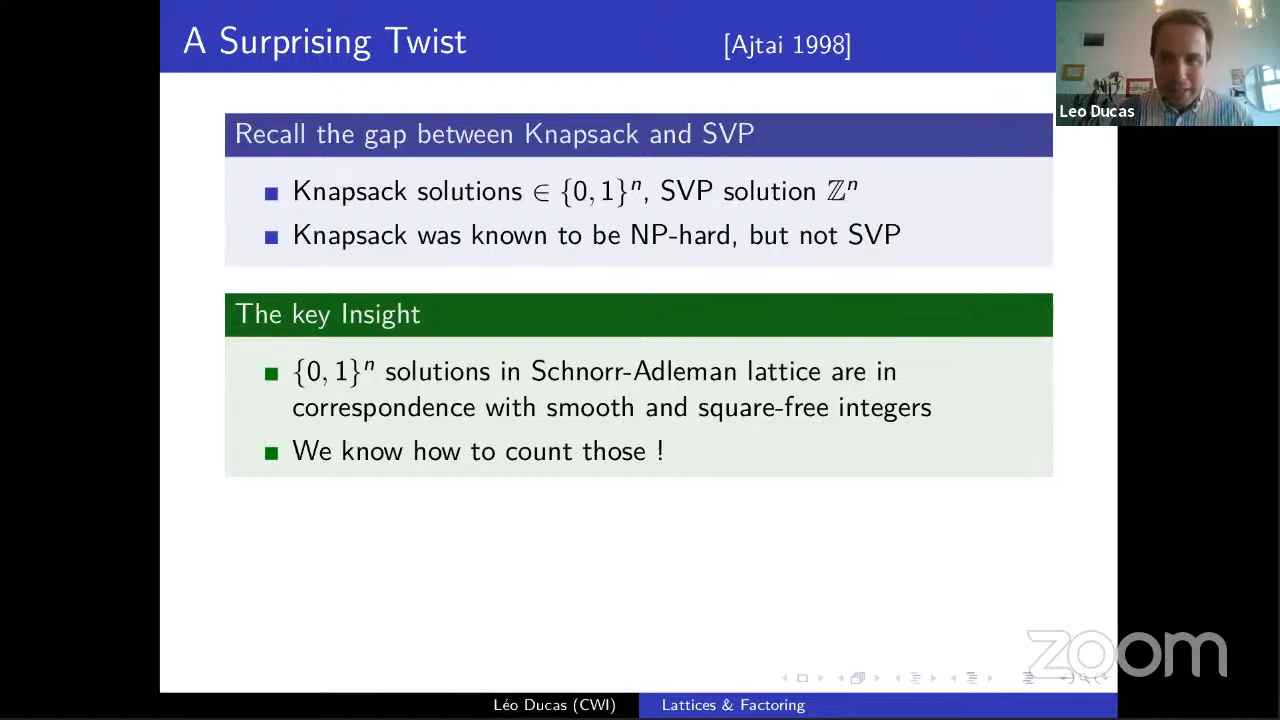 A Surprising Twist [Ajtai 1998]
Leo Ducas
Recall the gap between Knapsack and SVP
Knapsack solutions ∈ {0, 1}ⁿ, SVP solution ℤⁿ
Knapsack was known to be NP-hard, but not SVP
The key Insight
{0, 1}ⁿ solutions in Schnorr-Adleman lattice are in
correspondence with smooth and square-free integers
We know how to count those !
zoom
Léo Ducas (CWI) Lattices & Factoring